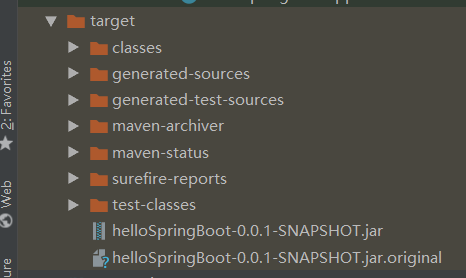 target
classes
generated-sources
generated-test-sources
maven-archiver
maven-status
surefire-reports
test-classes
helloSpringBoot-0.0.1-SNAPSHOT.jar
helloSpringBoot-0.0.1-SNAPSHOT.jar.original
2: Favorites
Web